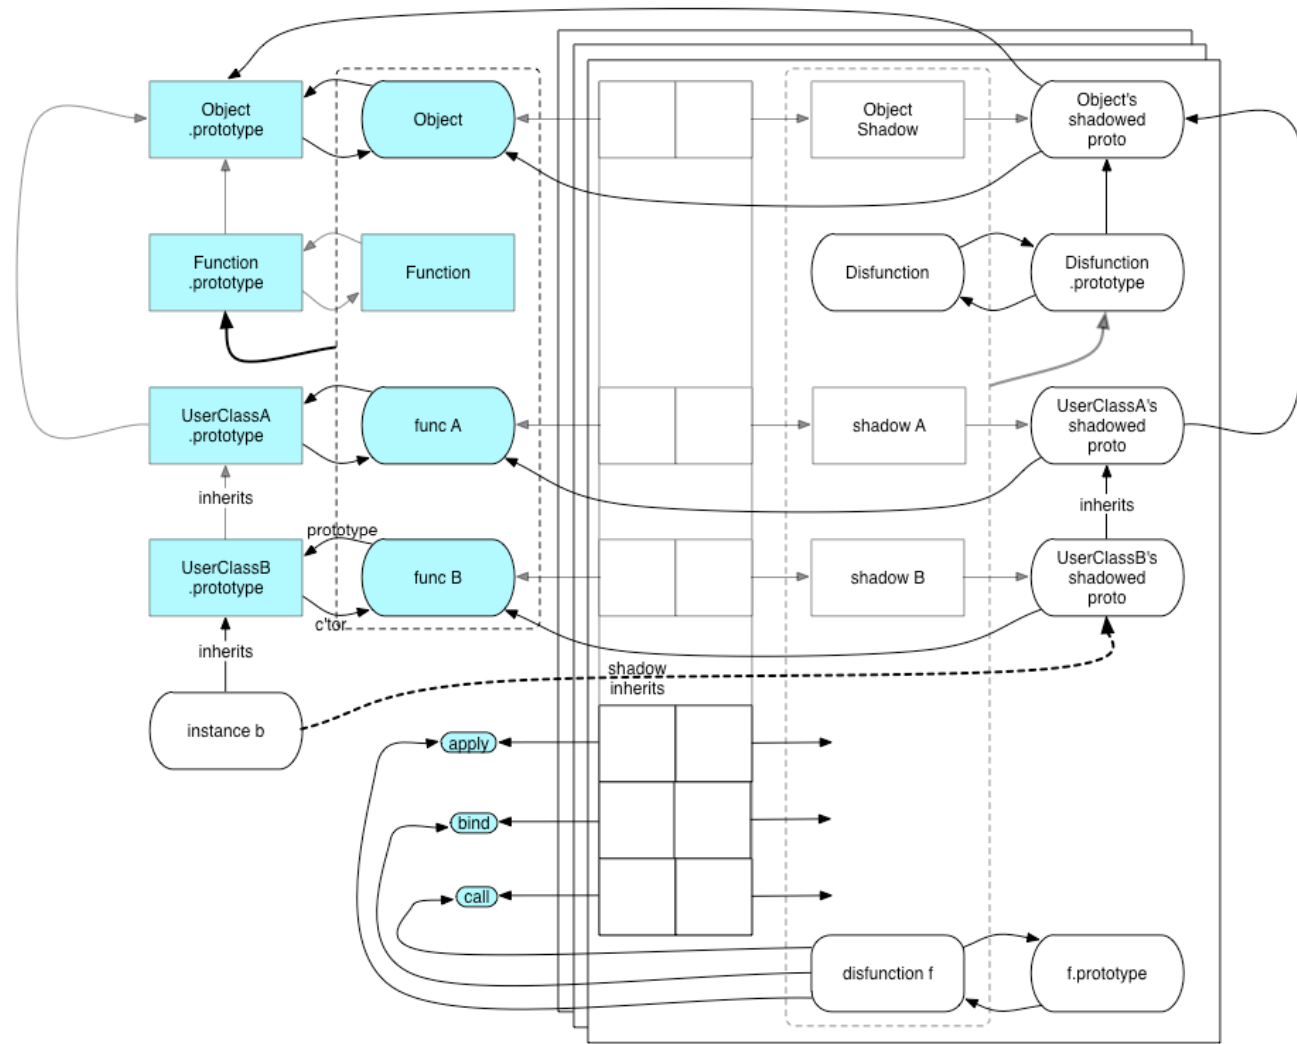 Object
.prototype
Object
Object
Shadow
Object's
shadowed
proto
Function
.prototype
Function
Disfunction
Disfunction
.prototype
UserClassA
.prototype
func A
shadow A
UserClassA's
shadowed
proto
inherits
inherits
prototype
UserClassB
.prototype
func B
shadow B
UserClassB's
shadowed
proto
c'tor
inherits
shadow
inherits
instance b
apply
bind
call
disfunction f
f.prototype